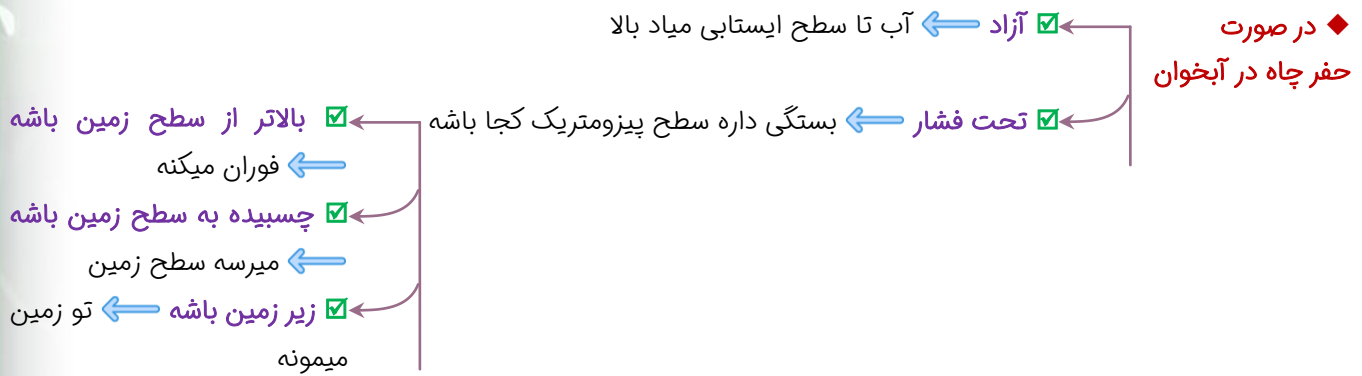 ◆ در صورت
حفر چاه در آبخوان
آزاد ⇐ آب تا سطح ایستابی میاد بالا
تحت فشار ⇐ بستگی داره سطح پیزومتریک کجا باشه
بالاتر از سطح زمین باشه
⇐ فوران میکنه
چسبیده به سطح زمین باشه
⇐ میرسه سطح زمین
زیر زمین باشه ⇐ تو زمین
میمونه